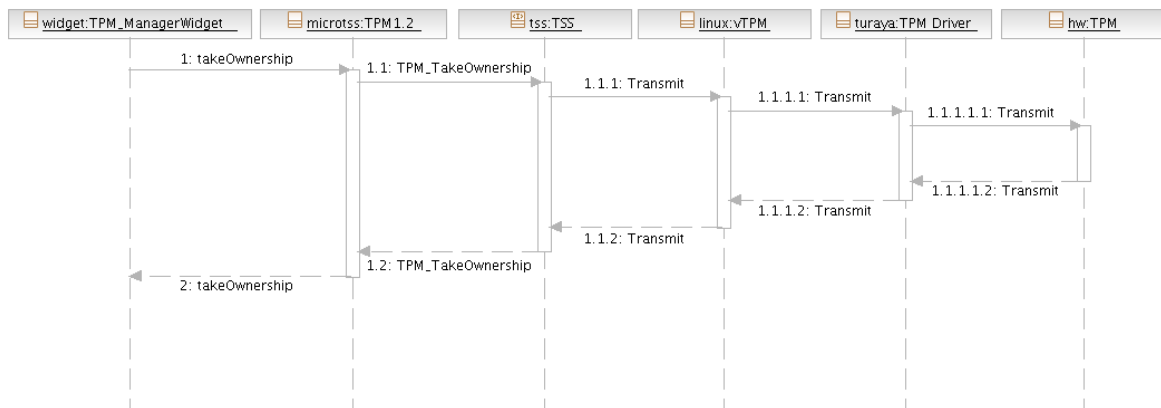 widget:TPM_ManagerWidget
microtss:TPM1.2
tss:TSS
linux:vTPM
turaya:TPM Driver
hw:TPM
1: takeOwnership
1.1: TPM_TakeOwnership
1.1.1: Transmit
1.1.1.1: Transmit
1.1.1.1.1: Transmit
1.1.1.1.2: Transmit
1.1.1.2: Transmit
1.1.2: Transmit
1.2: TPM_TakeOwnership
2: takeOwnership